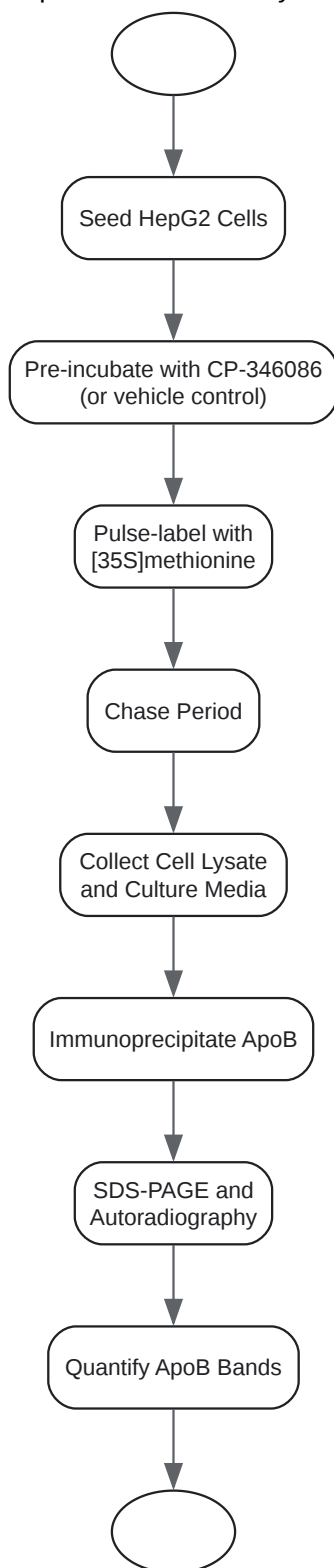 Seed HepG2 Cells
Pre-incubate with CP-346086
(or vehicle control)
Pulse-label with
[35S]methionine
Chase Period
Collect Cell Lysate
and Culture Media
Immunoprecipitate ApoB
SDS-PAGE and
Autoradiography
Quantify ApoB Bands